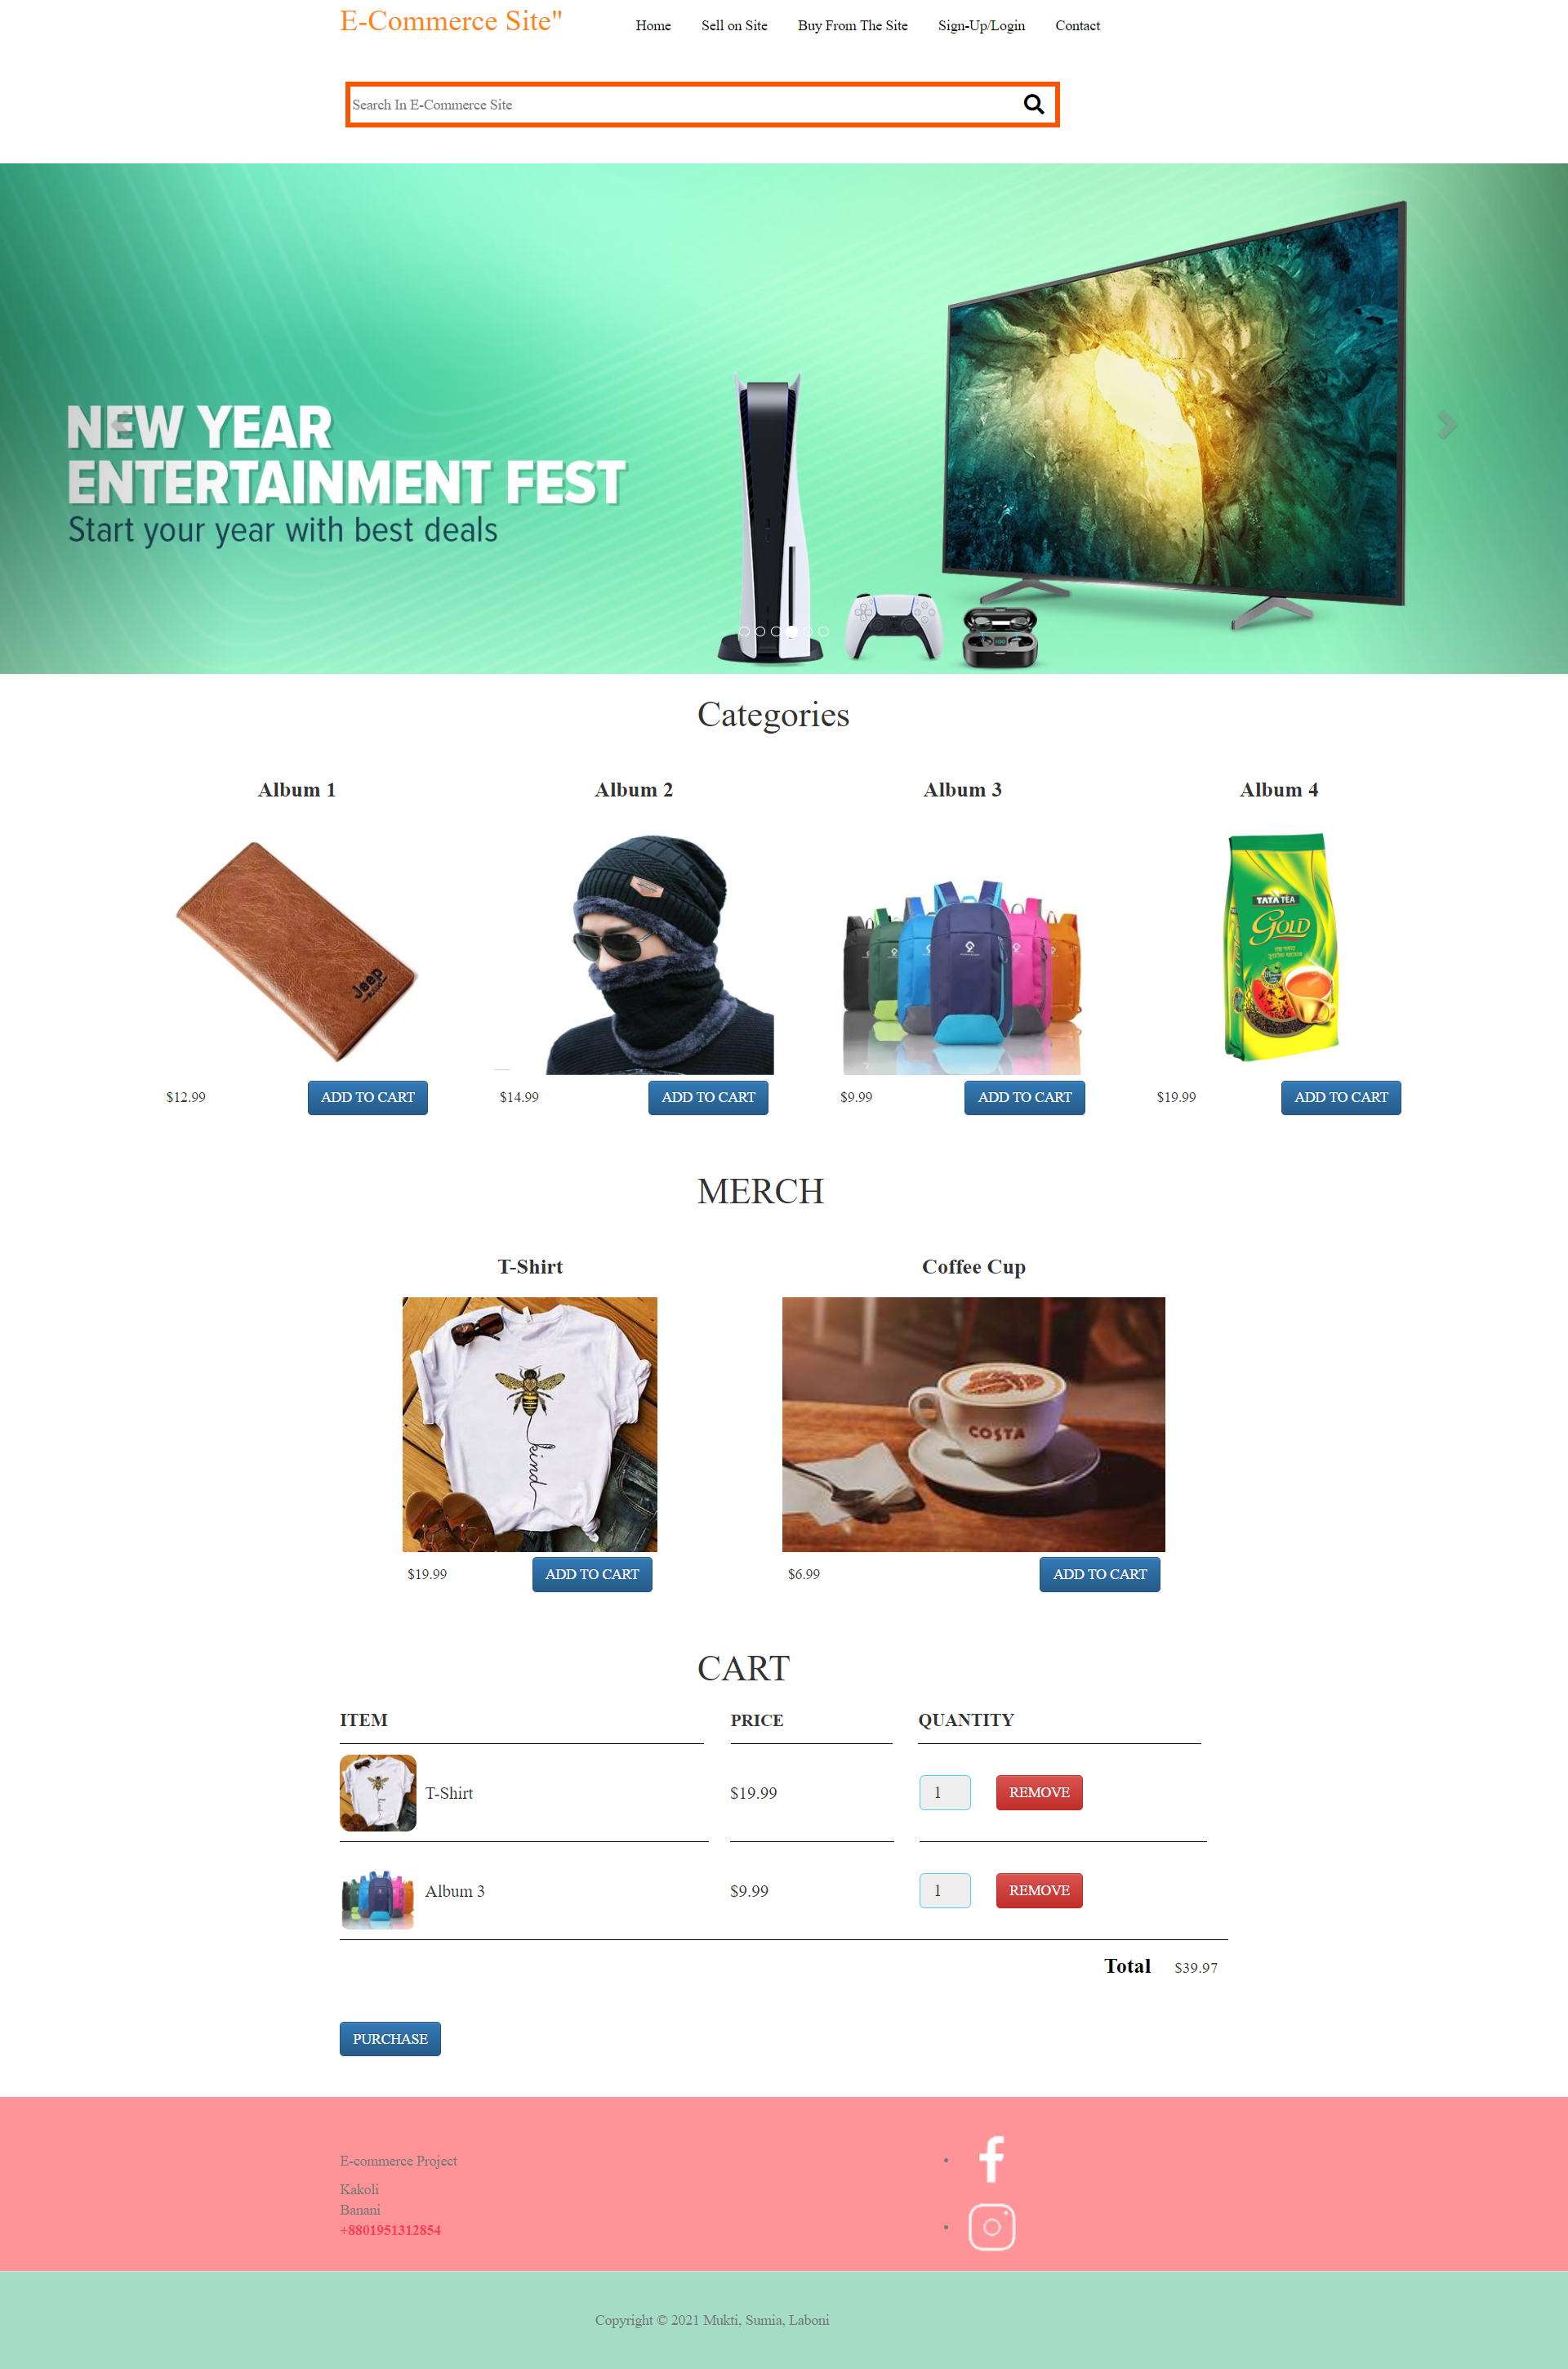 E-Commerce Site"
Home Sell on Site Buy From The Site Sign-Up/Login Contact
Search In E-Commerce Site
NEW YEAR
ENTERTAINMENT FEST
Start your year with best deals
Categories
Album 1 Album 2 Album 3 Album 4
Jeep
TATA TEA
GOLD
$12.99 ADD TO CART $14.99 ADD TO CART $9.99 ADD TO CART $19.99 ADD TO CART
MERCH
T-Shirt Coffee Cup
kind
COSTA
$19.99 ADD TO CART $6.99 ADD TO CART
CART
ITEM PRICE QUANTITY
T-Shirt $19.99 1 REMOVE
Album 3 $9.99 1 REMOVE
Total $39.97
PURCHASE
E-commerce Project
Kakoli
Banani
+8801951312854
Copyright © 2021 Mukti, Sumia, Laboni